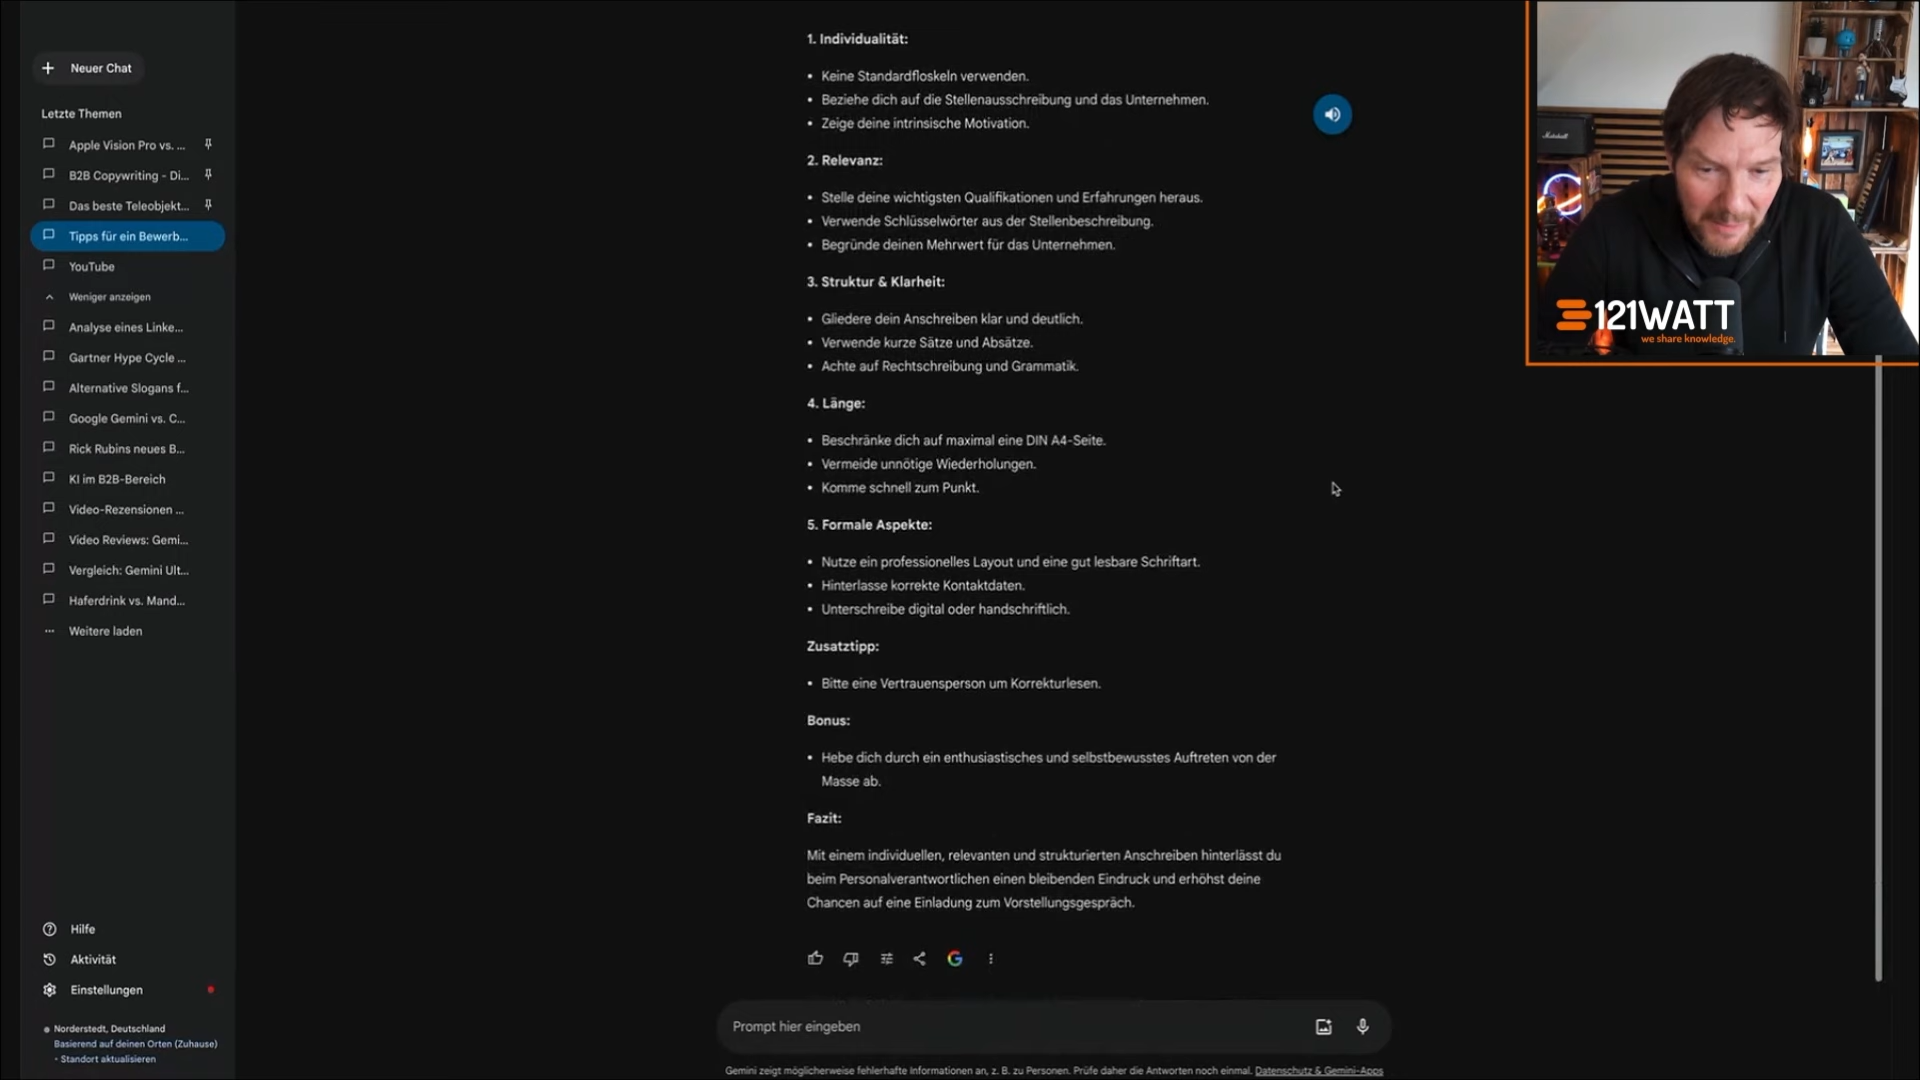 Neuer Chat
Letzte Themen
Apple Vision Pro vs. ...
B2B Copywriting - Di...
Das beste Teleobjekt...
Tipps für ein Bewerb...
YouTube
Weniger anzeigen
Analyse eines Linke...
Gartner Hype Cycle ...
Alternative Slogans f...
Google Gemini vs. C...
Rick Rubins neues B...
KI im B2B-Bereich
Video-Rezensionen ...
Video Reviews: Gemi...
Vergleich: Gemini Ult...
Haferdrink vs. Mand...
Weitere laden
Hilfe
Aktivität
Einstellungen
Norderstedt, Deutschland
Basierend auf deinen Orten (Zuhause)
• Standort aktualisieren
1. Individualität:
• Keine Standardfloskeln verwenden.
• Beziehe dich auf die Stellenausschreibung und das Unternehmen.
• Zeige deine intrinsische Motivation.
2. Relevanz:
• Stelle deine wichtigsten Qualifikationen und Erfahrungen heraus.
• Verwende Schlüsselwörter aus der Stellenbeschreibung.
• Begründe deinen Mehrwert für das Unternehmen.
3. Struktur & Klarheit:
• Gliedere dein Anschreiben klar und deutlich.
• Verwende kurze Sätze und Absätze.
• Achte auf Rechtschreibung und Grammatik.
4. Länge:
• Beschränke dich auf maximal eine DIN A4-Seite.
• Vermeide unnötige Wiederholungen.
• Komme schnell zum Punkt.
5. Formale Aspekte:
• Nutze ein professionelles Layout und eine gut lesbare Schriftart.
• Hinterlasse korrekte Kontaktdaten.
• Unterschreibe digital oder handschriftlich.
Zusatztipp:
• Bitte eine Vertrauensperson um Korrekturlesen.
Bonus:
• Hebe dich durch ein enthusiastisches und selbstbewusstes Auftreten von der
Masse ab.
Fazit:
Mit einem individuellen, relevanten und strukturierten Anschreiben hinterlässt du
beim Personalverantwortlichen einen bleibenden Eindruck und erhöhst deine
Chancen auf eine Einladung zum Vorstellungsgespräch.
Prompt hier eingeben
Gemini zeigt möglicherweise fehlerhafte Informationen an, z. B. zu Personen. Prüfe daher die Antworten noch einmal. Datenschutz & Gemini-Apps
Marshall
121WATT
we share knowledge.